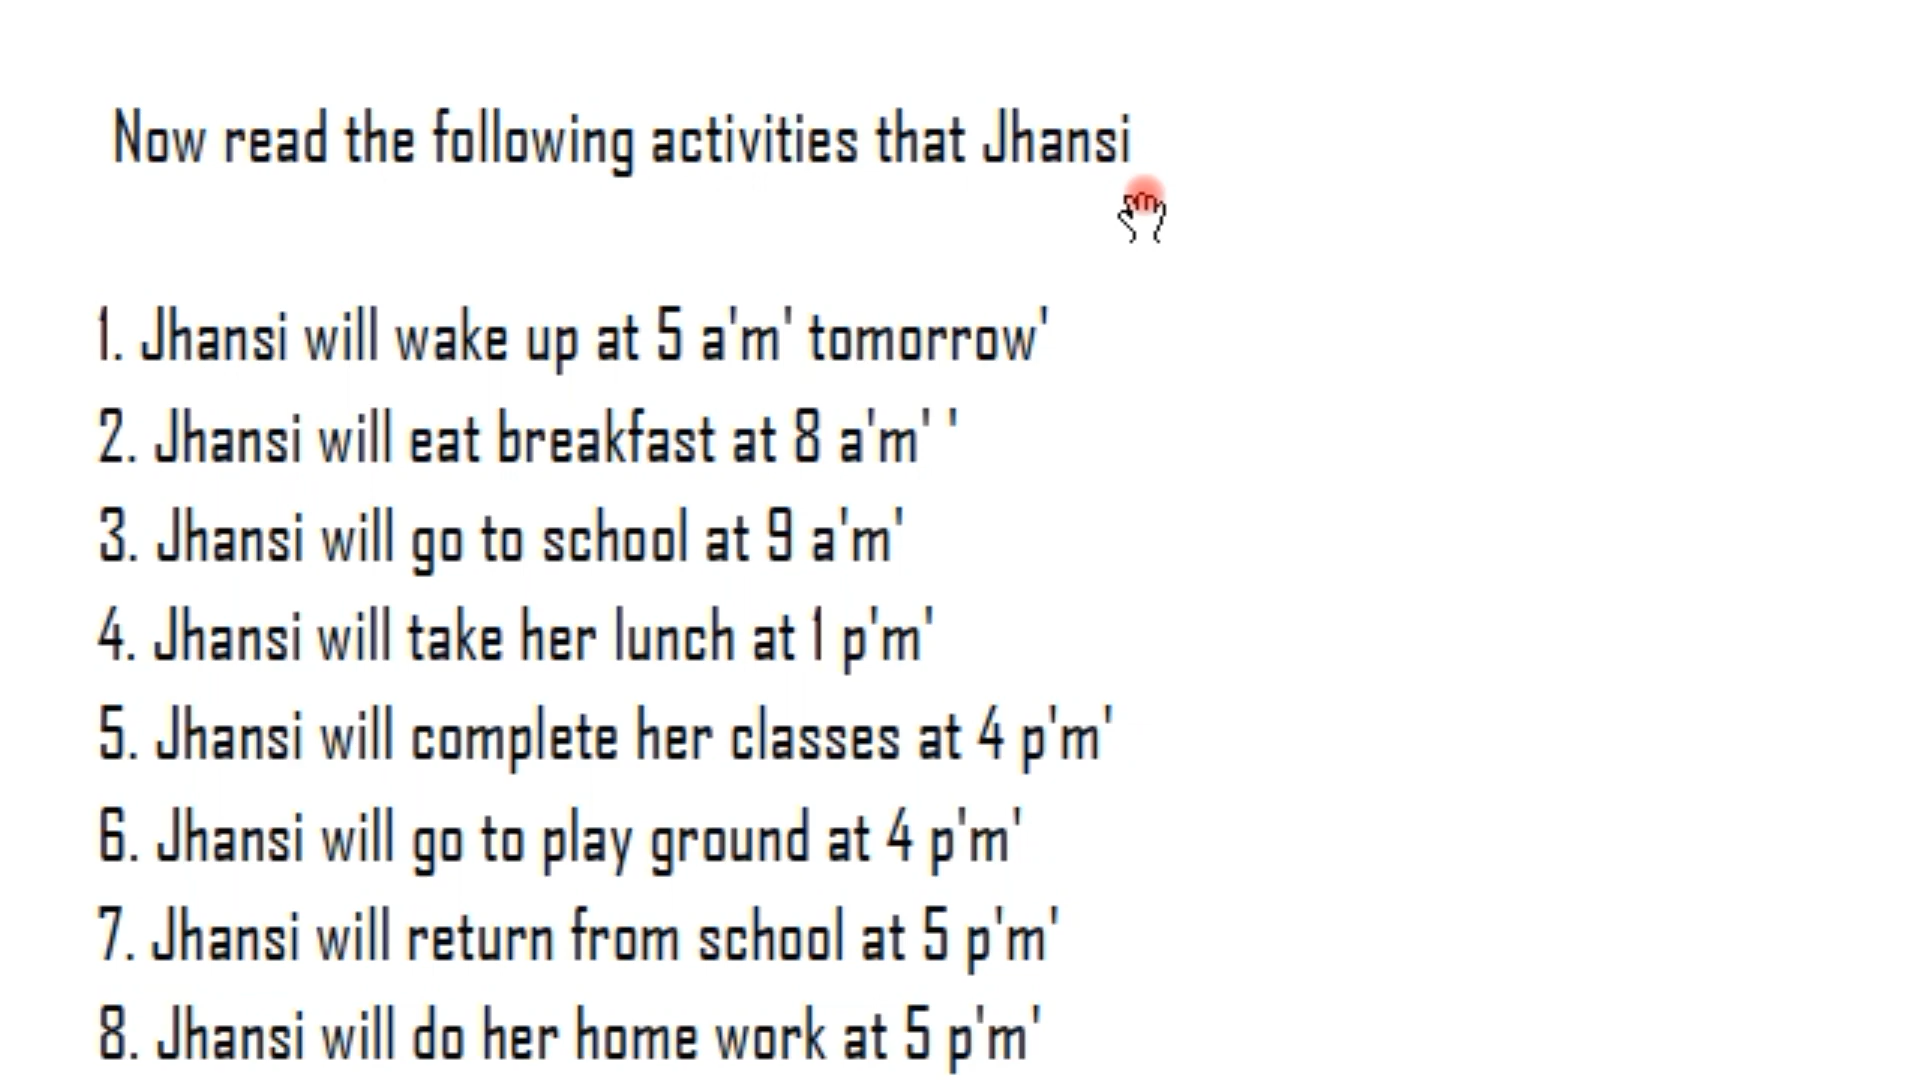 Now read the following activities that Jhansi
1. Jhansi will wake up at 5 a'm' tomorrow'
2. Jhansi will eat breakfast at 8 a'm' '
3. Jhansi will go to school at 9 a'm'
4. Jhansi will take her lunch at 1 p'm'
5. Jhansi will complete her classes at 4 p'm'
6. Jhansi will go to play ground at 4 p'm'
7. Jhansi will return from school at 5 p'm'
8. Jhansi will do her home work at 5 p'm'